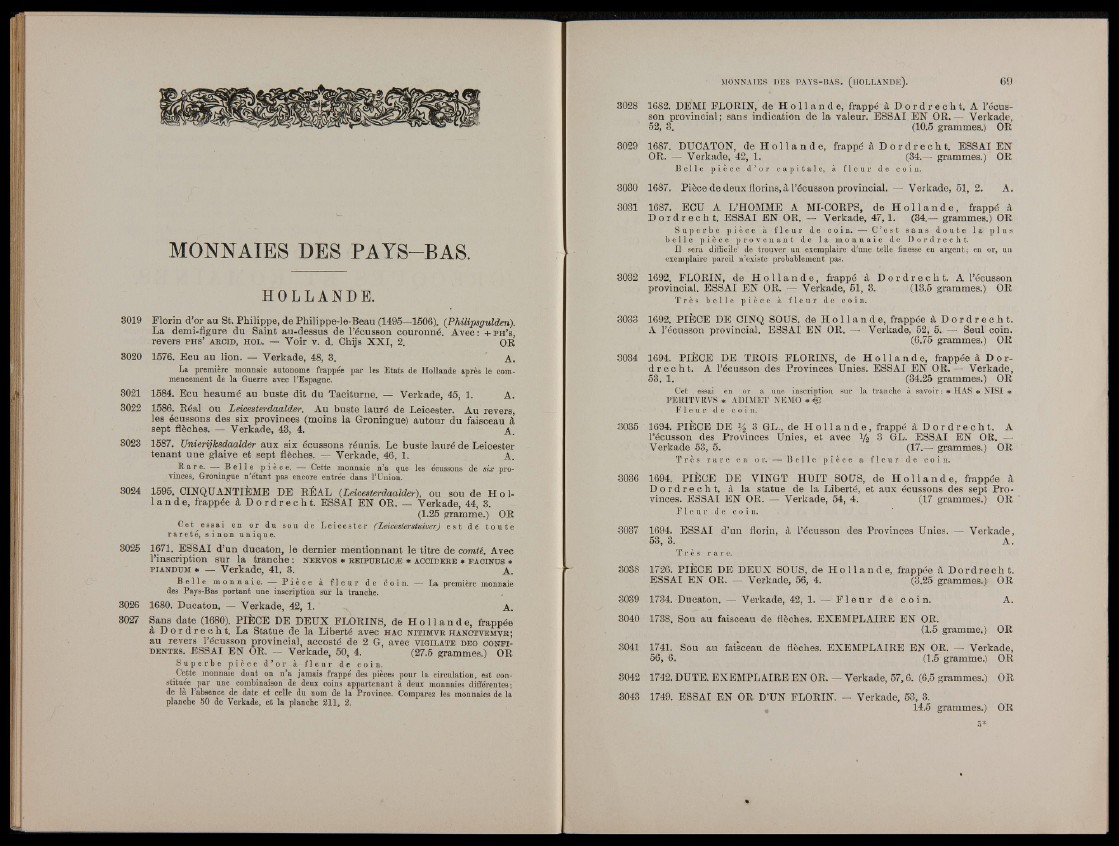 MONNAIES DES PAYS—BAS.
HOLLANDE.
3019 Florin d'or au St. Philippe, de Philippe-le-Beau (1495—1506). (Philipsgulden).
La demi-figure du Saint au-dessus de l'écusson couronné. Avec: + PH's,
revers PHS' ARCID, HOL. — Voir v. d. Chijs XXI, 2. OR
3020 1576. Ecu au lion. — Verkade, 48, 3. A.
La première monnaie autonome frappée par les Etats de Hollande après le com-
mencement de la Guerre avec l'Espagne.
3021 1584. Ecu heaumé au buste dit du Taciturne. — Verkade, 45, 1. A.
3022 1586. Réal ou Leicesterdaalder. Au buste lauré de Leicester. Au revers,
les écussons des six provinces (moins la Groningue) autour du faisceau à
sept flèches. — Verkade, 43, 4. A.
3023 1587. Unierijksdaalder aux six écussons réunis. Le buste lauré de Leicester
tenant une glaive et sept flèches. — Verkade, 46, 1. A.
Rare. — Belle pièce. — Cette monnaie n'a que les écussons de six pro-
vinces, Groningue n'étant pas encore entrée dans l'Union.
3024 1595. CINQUANTIÈME DE RÉAL (Leicesterdaalder), ou sou de Hol-
lande, frappée à Dordrecht. ESSAI EN OR. — Verkade, 44, 3.
(1.25 gramme.) OR
Cet essai en or du sou de Leicester (Leicesterstuiver) est de toute
rareté, sinon unique.
3025 1671. ESSAI d'un ducaton, le dernier mentionnant le titre de comté. Avec
l'inscription sur la tranche: NERVOS * REIPUBLICÆ * ACCIDERE * FACINUS *
PIANDUM * — Verkade, 41, 3. A.
Belle monnaie. — Pièce à fleur de coin. — La première monnaie
des Pays-Bas portant une inscription sur la tranche.
3026 1680. Ducaton. — Verkade, 42, 1. A.
3027 Sans date (1680). PIÈCE DE DEUX FLORINS, de Hollande, frappée
à Dordrecht. La Statue de la Liberté avec HAC NITIMVR HANCTVEMVR;
au revers l'écusson provincial, accosté de 2 G, avec VIGILATE DEO CONFI-
DENTES. ESSAI EN OR. — Verkade, 50, 4. (27.5 grammes.) OR
Superbe pièce d'or à fleur de coin.
Cette monnaie dont on n'a jamais frappé des pièces pour la circulation, est con-
stituée par une combinaison de deux coins appartenant à deux monnaies différentes;
de là l'absence de date et celle du nom de la Province. Comparez les monnaies de la
planche 50 de Verkade, et la planche 211, 2.
MONNAIES DES PAYS-BAS. (HOLLANDE). 69
3028 1682. DEMI FLORIN, de Hollande, frappé à Dordrecht. A l'écus-
son provincial; sans indication de la valeur. ESSAI EN OR. — Verkade,
52, 3. (10.5 grammes.) OR
3029 1687. DUCATON, de Hollande, frappé à Dordrecht. ESSAI EN
OR. — Verkade, 42, 1. (34.— grammes.) OR
Belle pièce d'or capitale, à fleur de coin.
3030 1687. Pièce de deux florins, à l'écusson provincial. — Verkade, 51, 2. A.
3031 1687. ECU A L'HOMME A MI-CORPS, de Hollande, frappé à
Dordrecht. ESSAI EN OR. — Verkade, 47, 1. (34.— grammes.) OR
Superbe pièce à fleur de coin. — C'est sans doute la plus
belle pièce provenant de la monnaie de Dordrecht.
Il sera difficile de trouver un exemplaire d'une telle beauté en argent; en or, un
exemplaire pareil n'existe probablement pas.
3032 1692. FLORIN, de Hollande, frappé à Dordrecht. A l'écusson
provincial. ESSAI EN OR. — Verkade, 51, 3. (13.5 grammes.) OR
Très belle pièce à fleur de coin.
3033 1692. PIÈCE DE CINQ SOUS, de Hollande, frappée à Dordrecht.
A l'écusson provincial. ESSAI EN OR. — Verkade, 52, 5. — Seul coin.
(6.75 grammes.) OR
3034 1694. PIÈCE DE TROIS FLORINS, de Hollande, frappée à Dor-
drecht. A l'écusson des Provinces Unies. ESSAI EN OR. — Verkade,
53, 1. (34.25 grammes.) OR
Cet essai en or a une inscription sur la tranche à savoir: * HAS * NISI *
PERITVRVS * ADIMET NEMO *
Fleur de coin.
3035 1694. PIÈCE DE ½ 3 GL., de Hollande, frappé à Dordrecht. A
l'écusson des Provinces Unies, et avec ½ 3 GL. ESSAI EN OR. —
Verkade 53, 5. (17.— grammes.) OR
Très rare en or. — Belle pièce a fleur de coin.
3036 1694. PIÈCE DE VINGT HUIT SOUS, de Hollande, frappée à
Dordrecht, à la statue de la Liberté, et aux écussons des sept Pro-
vinces. ESSAI EN OR. — Verkade, 54, 4. (17 grammes.) OR
Fleur de coin.
3037 1694. ESSAI d'un florin, à l'écusson des Provinces Unies. — Verkade,
53, 3. A.
Très rare.
3038 1726. PIÈCE DE DEUX SOUS, de Hollande, frappée à Dordrecht.
ESSAI EN OR. — Verkade, 56, 4. (3.25 grammes.) OR
3039 1734. Ducaton. — Verkade, 42, 1. — Fleur de coin. A.
3040 1738. Sou au faisceau de flèches. EXEMPLAIRE EN OR.
(1.5 gramme.) OR
3041 1741. Sou au faisceau de flèches. EXEMPLAIRE EN OR. — Verkade,
56, 6. (1.5 gramme.) OR
3042 1742. DUTE. EXEMPLAIRE EN OR. — Verkade, 57, 6. (6,5 grammes.) OR
3043 1749. ESSAI EN OR D'UN FLORIN. — Verkade, 53, 3.
14.5 grammes.) OR
5*